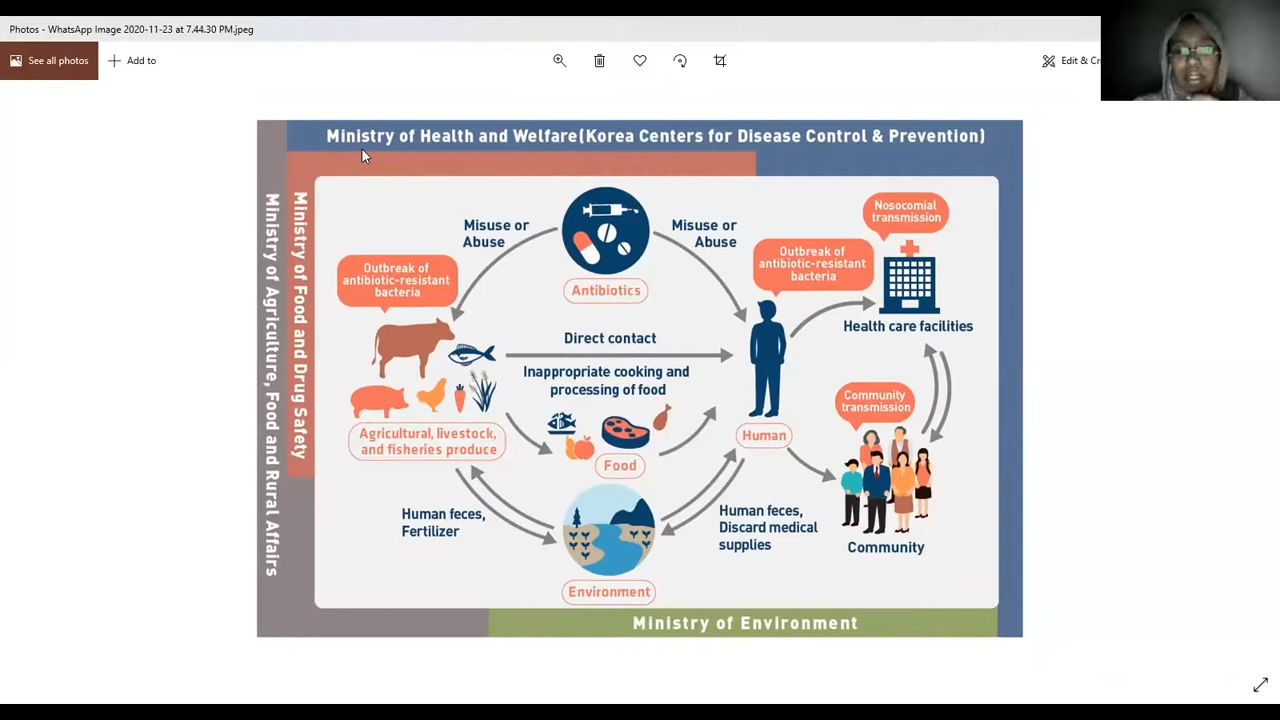 Photos - WhatsApp Image 2020-11-23 at 7.44.30 PM.jpeg
See all photos
Add to
Edit & Cr
Ministry of Health and Welfare(Korea Centers for Disease Control & Prevention)
Ministry of Agriculture, Food and Rural Affairs
Ministry of Food and Drug Safety
Misuse or
Abuse
Misuse or
Abuse
Nosocomial
transmission
Outbreak of
antibiotic-resistant
bacteria
Outbreak of
antibiotic-resistant
bacteria
Antibiotics
Health care facilities
Direct contact
Inappropriate cooking and
processing of food
Community
transmission
Agricultural, livestock,
and fisheries produce
Food
Human
Human feces,
Fertilizer
Human feces,
Discard medical
supplies
Community
Environment
Ministry of Environment